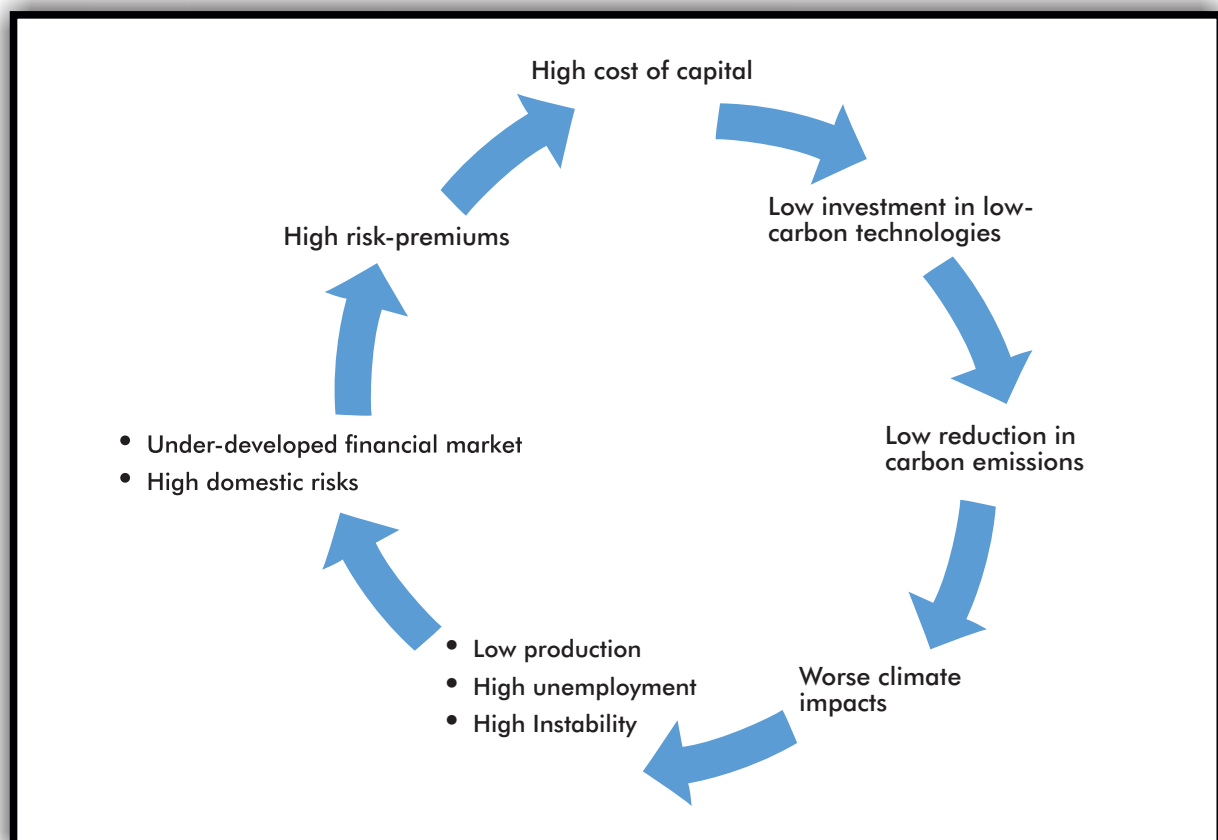 High cost of capital
Low investment in low-
carbon technologies
High risk-premiums
• Under-developed financial market
• High domestic risks
Low reduction in
carbon emissions
• Low production
• High unemployment
• High Instability
Worse climate
impacts